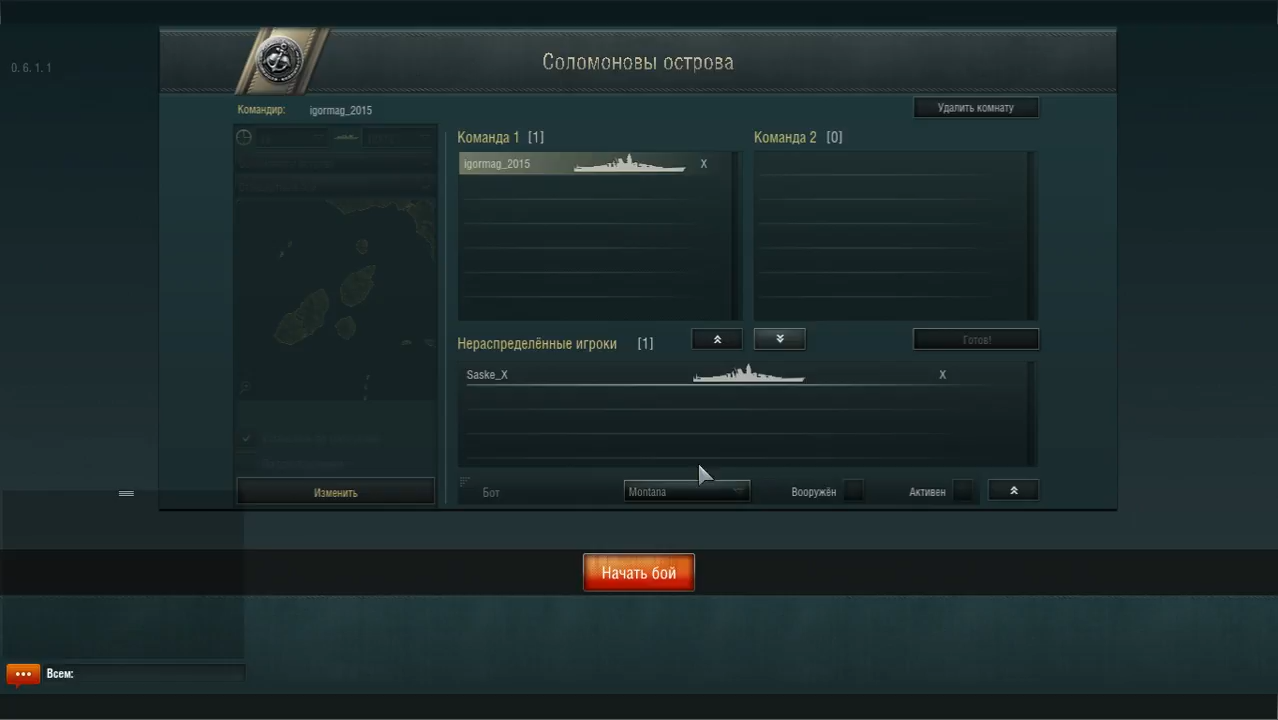 Соломоновы острова
0. 6. 1. 1
Командир: igormag_2015
Удалить комнату
Команда 1 [1]
Команда 2 [0]
igormag_2015 X
Нераспределённые игроки [1]
Готов!
Saske_X X
Изменить
Бот
Montana
Вооружён
Активен
Начать бой
Всем: